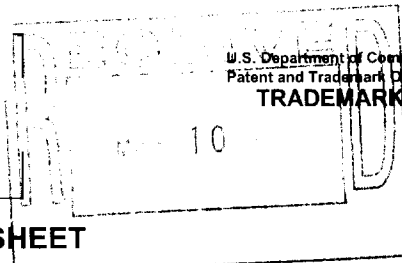 U.S. Department of Com
Patent and Trademark O
TRADEMARK
10
SHEET